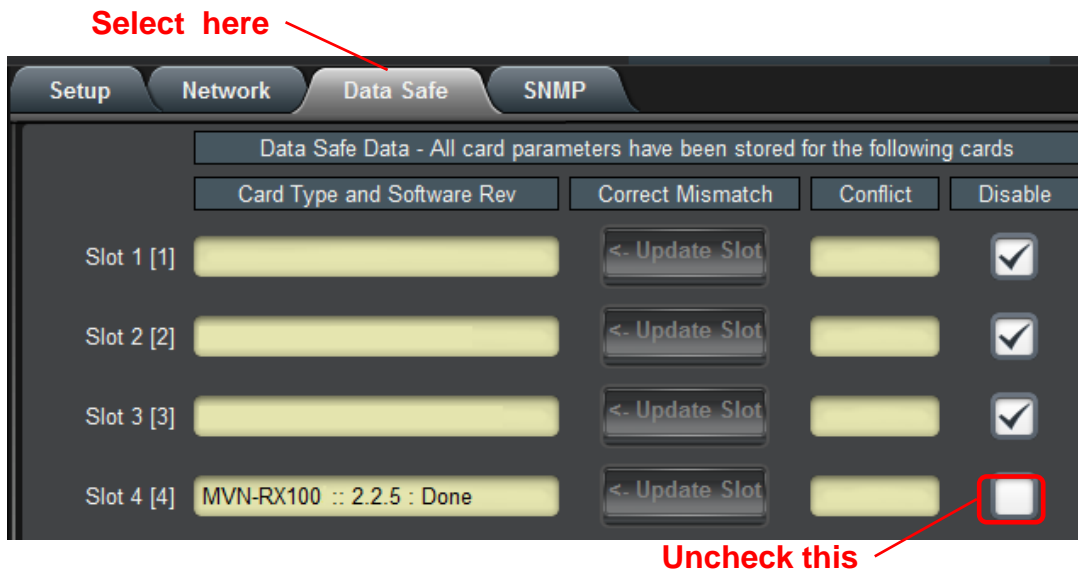 Select here
Setup Network Data Safe SNMP
Data Safe Data - All card parameters have been stored for the following cards
Card Type and Software Rev Correct Mismatch Conflict Disable
Slot 1 [1] <- Update Slot
Slot 2 [2] <- Update Slot
Slot 3 [3] <- Update Slot
Slot 4 [4] MVN-RX100 :: 2.2.5 : Done <- Update Slot
Uncheck this